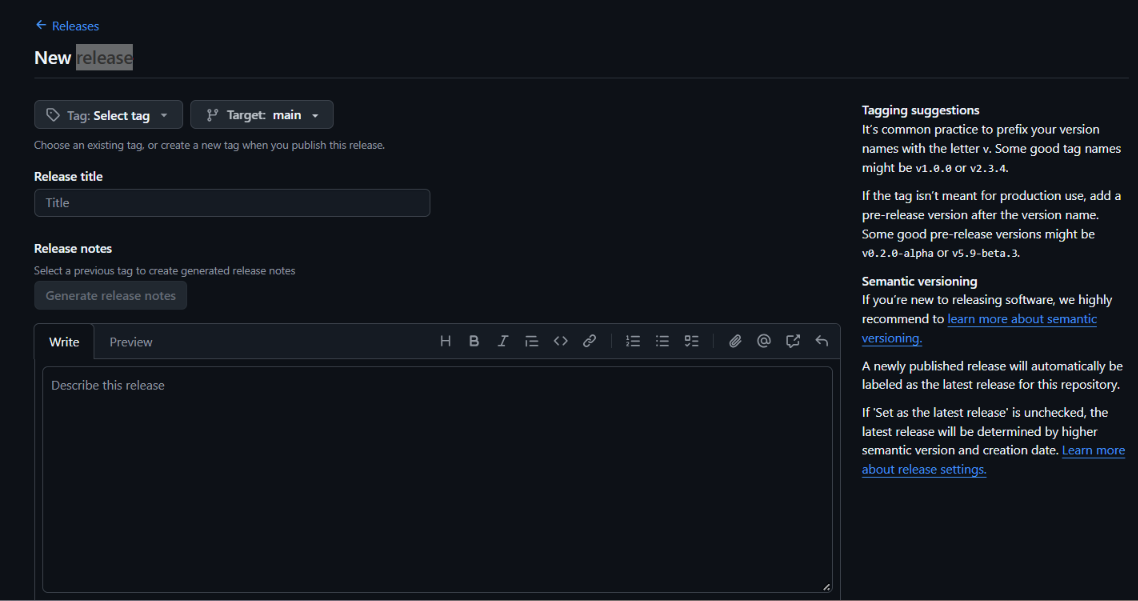 Releases
New release
Tag: Select tag
Target: main
Choose an existing tag, or create a new tag when you publish this release.
Release title
Title
Release notes
Select a previous tag to create generated release notes
Generate release notes
Write
Preview
Describe this release
Tagging suggestions
It's common practice to prefix your version
names with the letter v. Some good tag names
might be v1.0.0 or v2.3.4.
If the tag isn't meant for production use, add a
pre-release version after the version name.
Some good pre-release versions might be
v0.2.0-alpha or v5.9-beta.3.
Semantic versioning
If you're new to releasing software, we highly
recommend to learn more about semantic
versioning.
A newly published release will automatically be
labeled as the latest release for this repository.
If 'Set as the latest release' is unchecked, the
latest release will be determined by higher
semantic version and creation date. Learn more
about release settings.